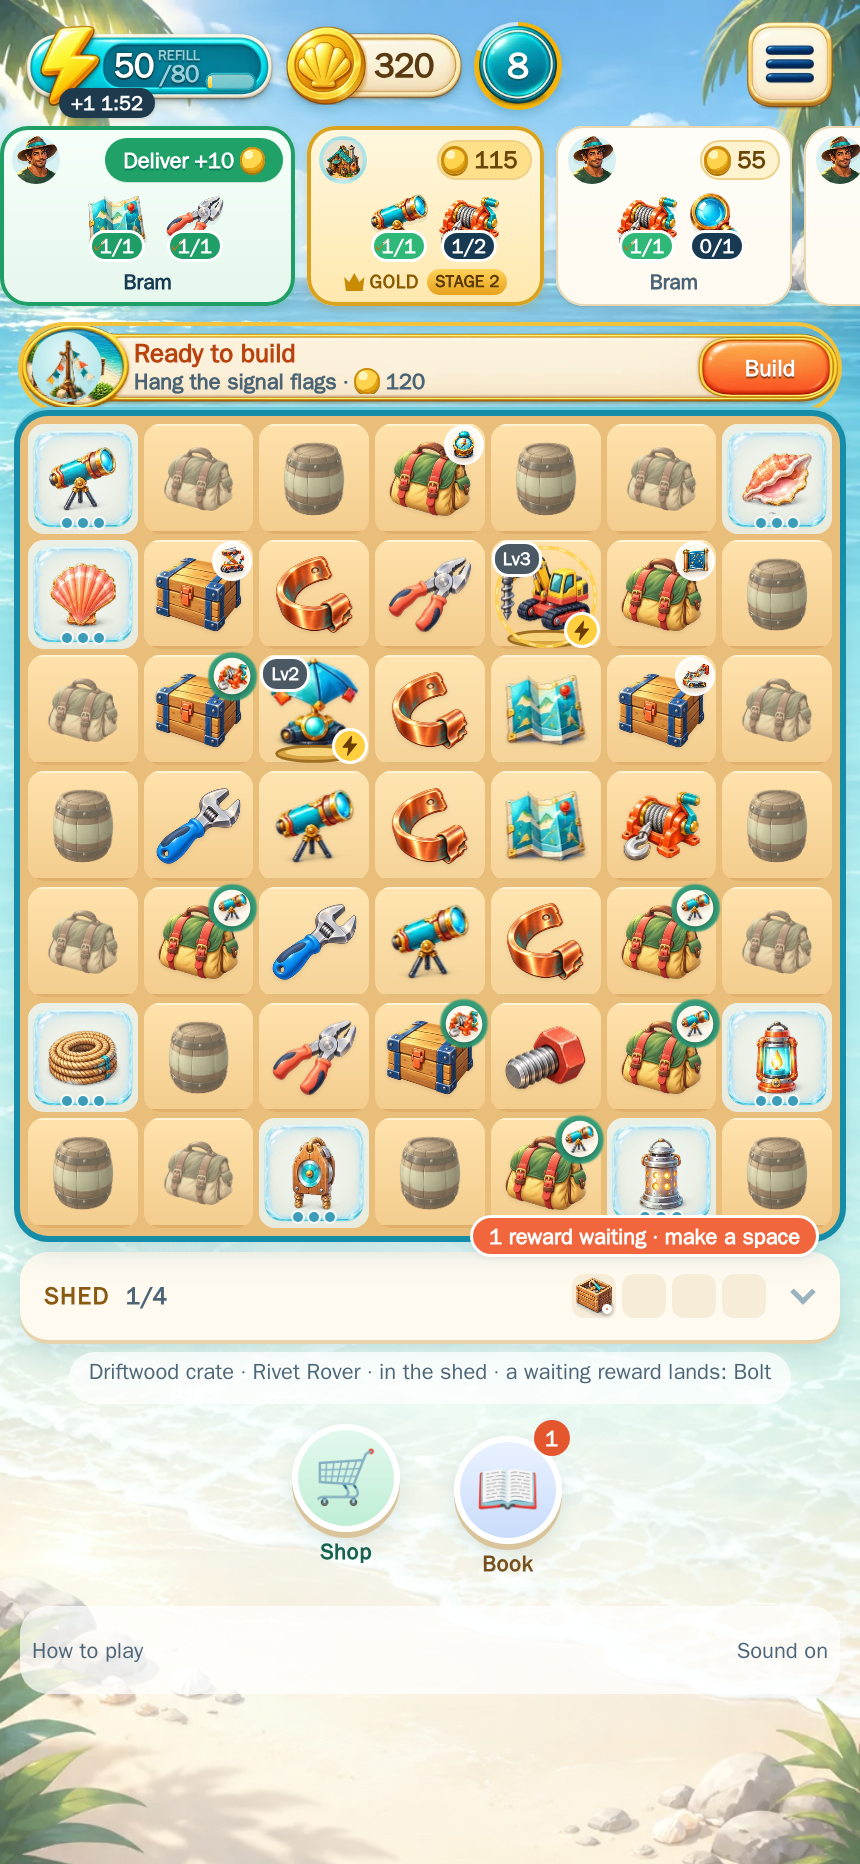 50
REFILL
/80
+1 1:52
320
8
Deliver +10
1/1
1/1
Bram
115
1/1
1/2
GOLD
STAGE 2
55
1/1
0/1
Bram
Ready to build
Hang the signal flags · 120
Build
Lv3
Lv2
1 reward waiting · make a space
SHED 1/4
Driftwood crate · Rivet Rover · in the shed · a waiting reward lands: Bolt
1
Shop
Book
How to play
Sound on